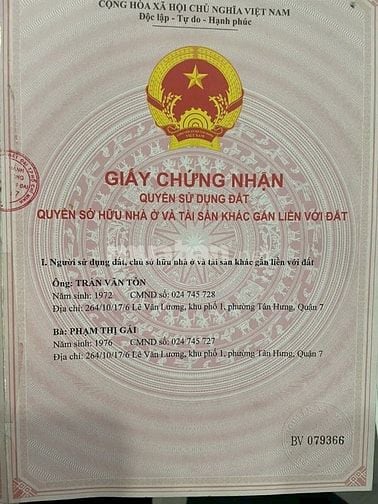 CỘNG HÒA XÃ HỘI CHỦ NGHĨA VIỆT NAM
Độc lập - Tự do - Hạnh phúc
VIỆT NAM
GIẤY CHỨNG NHẬN
QUYỀN SỬ DỤNG ĐẤT
QUYỀN SỞ HỮU NHÀ Ở VÀ TÀI SẢN KHÁC GẮN LIỀN VỚI ĐẤT
I. Người sử dụng đất, chủ sở hữu nhà ở và tài sản khác gắn liền với đất
Ông: TRẦN VĂN TÒN
Năm sinh: 1972 CMND số: 024 745 728
Địa chỉ: 264/10/17/6 Lê Văn Lương, khu phố 1, phường Tân Hưng, Quận 7
Bà: PHẠM THỊ GÁI
Năm sinh: 1976 CMND số: 024 745 727
Địa chỉ: 264/10/17/6 Lê Văn Lương, khu phố 1, phường Tân Hưng, Quận 7
BV 079366